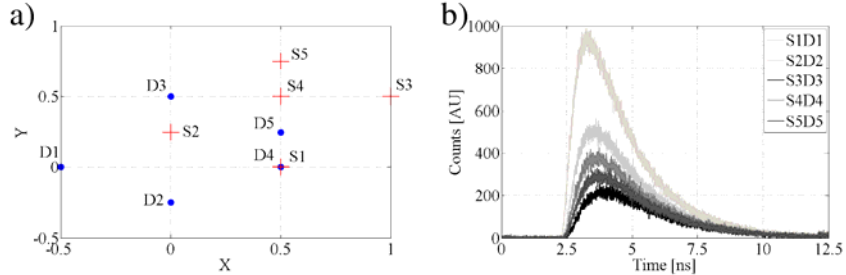 a)
1
0.5
0
-0.5
Y
-0.5
0
0.5
1
X
S5
D3
S4
S3
S2
D5
D1
D4
S1
D2
b)
1000
800
600
400
200
0
Counts [AU]
0
2.5
5
7.5
10
12.5
Time [ns]
S1D1
S2D2
S3D3
S4D4
S5D5